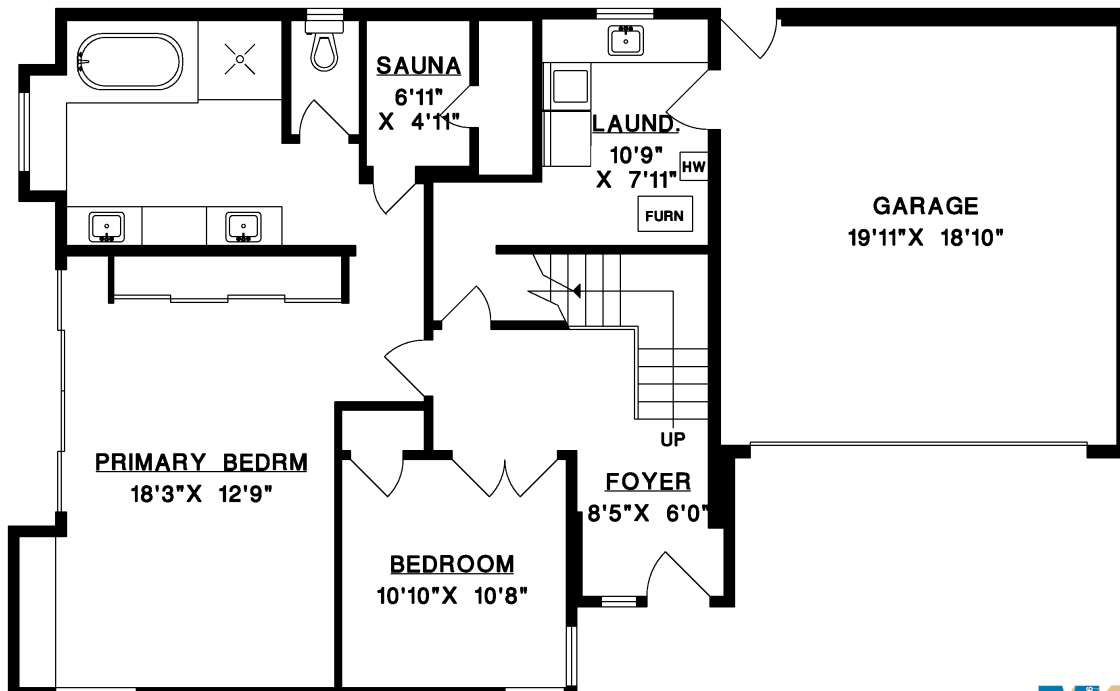 SAUNA
6'11"
X 4'11"
LAUND.
10'9"
X 7'11"
HW
FURN
GARAGE
19'11"X 18'10"
UP
PRIMARY BEDRM
18'3"X 12'9"
FOYER
8'5"X 6'0"
BEDROOM
10'10"X 10'8"